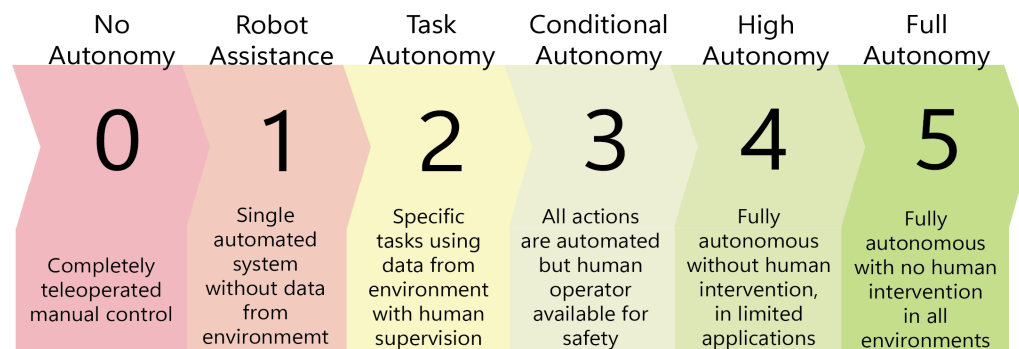 No
Autonomy
0
Completely
teleoperated
manual control
Robot
Assistance
1
Single
automated
system
without data
from
environmemt
Task
Autonomy
2
Specific
tasks using
data from
environment
with human
supervision
Conditional
Autonomy
3
All actions
are automated
but human
operator
available for
safety
High
Autonomy
4
Fully
autonomous
without human
intervention,
in limited
applications
Full
Autonomy
5
Fully
autonomous
with no human
intervention
in all
environments